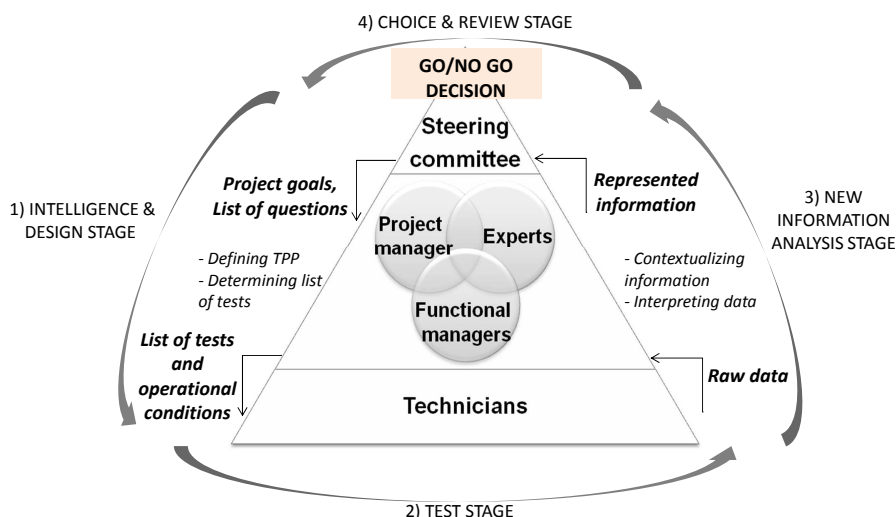 4) CHOICE & REVIEW STAGE
GO/NO GO
DECISION
Steering
committee
Project goals,
List of questions
Represented
information
1) INTELLIGENCE &
DESIGN STAGE
3) NEW
INFORMATION
ANALYSIS STAGE
Project
manager
Experts
- Defining TPP
- Determining list
of tests
- Contextualizing
information
- Interpreting data
Functional
managers
List of tests
and
operational
conditions
Raw data
Technicians
2) TEST STAGE